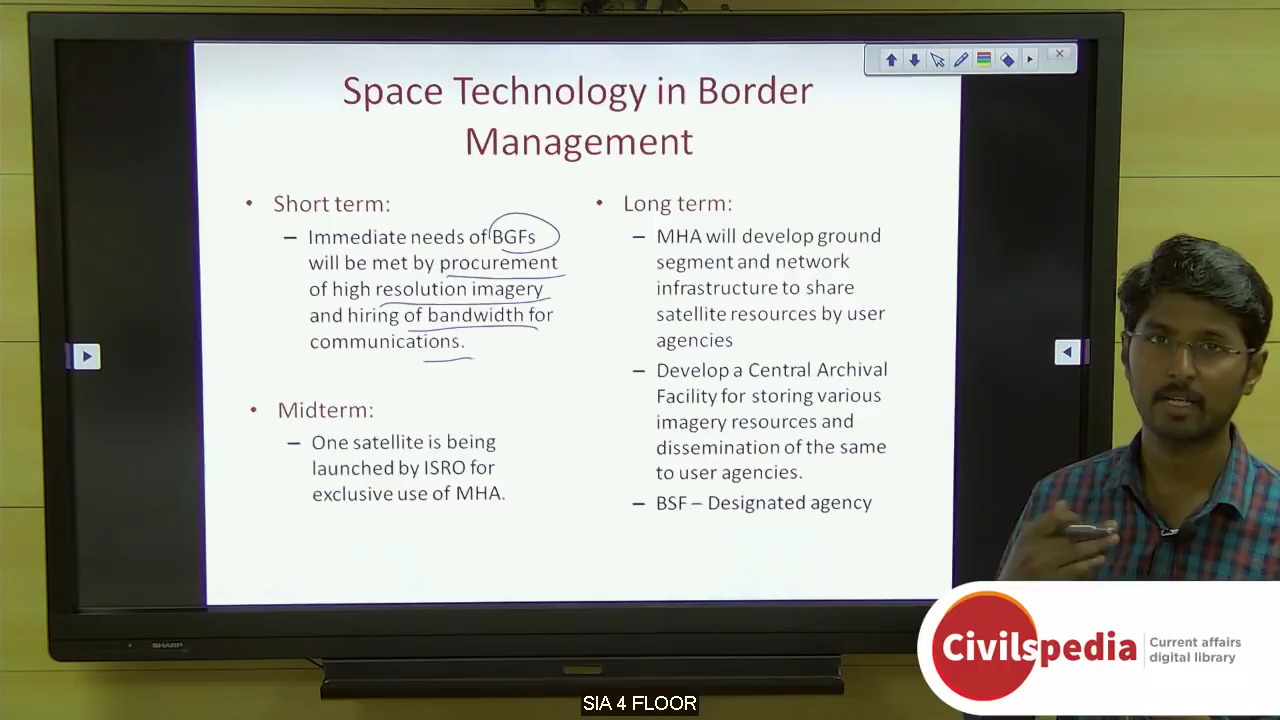 Space Technology in Border
Management
• Short term:
– Immediate needs of BGFs
will be met by procurement
of high resolution imagery
and hiring of bandwidth for
communications.
• Midterm:
– One satellite is being
launched by ISRO for
exclusive use of MHA.
• Long term:
– MHA will develop ground
segment and network
infrastructure to share
satellite resources by user
agencies
– Develop a Central Archival
Facility for storing various
imagery resources and
dissemination of the same
to user agencies.
– BSF – Designated agency
SHARP
Civilspedia
Current affairs
digital library
SIA 4 FLOOR